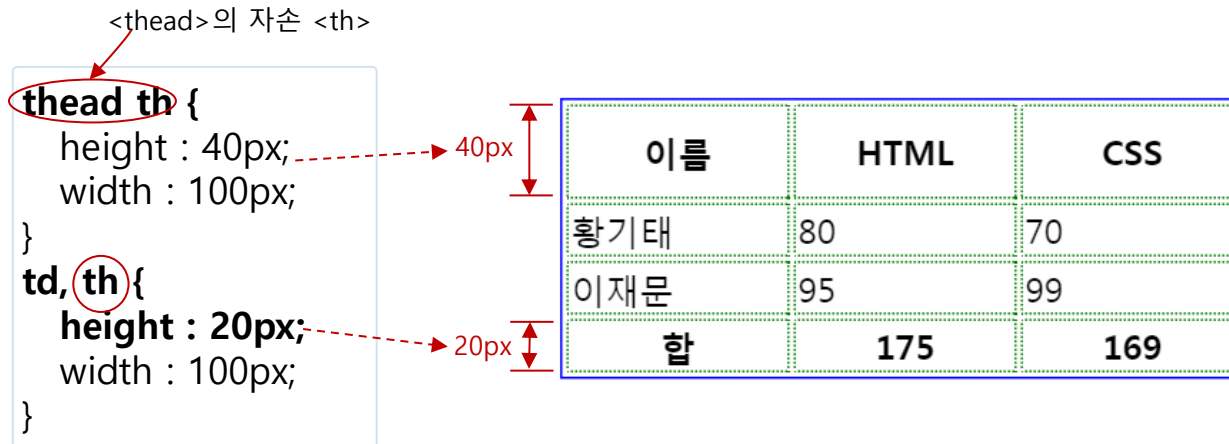 <thead>의 자손 <th>
thead th {
height : 40px;
width : 100px;
}
td, th {
height : 20px;
width : 100px;
}
40px
20px
이름 HTML CSS
황기태 80 70
이재문 95 99
합 175 169